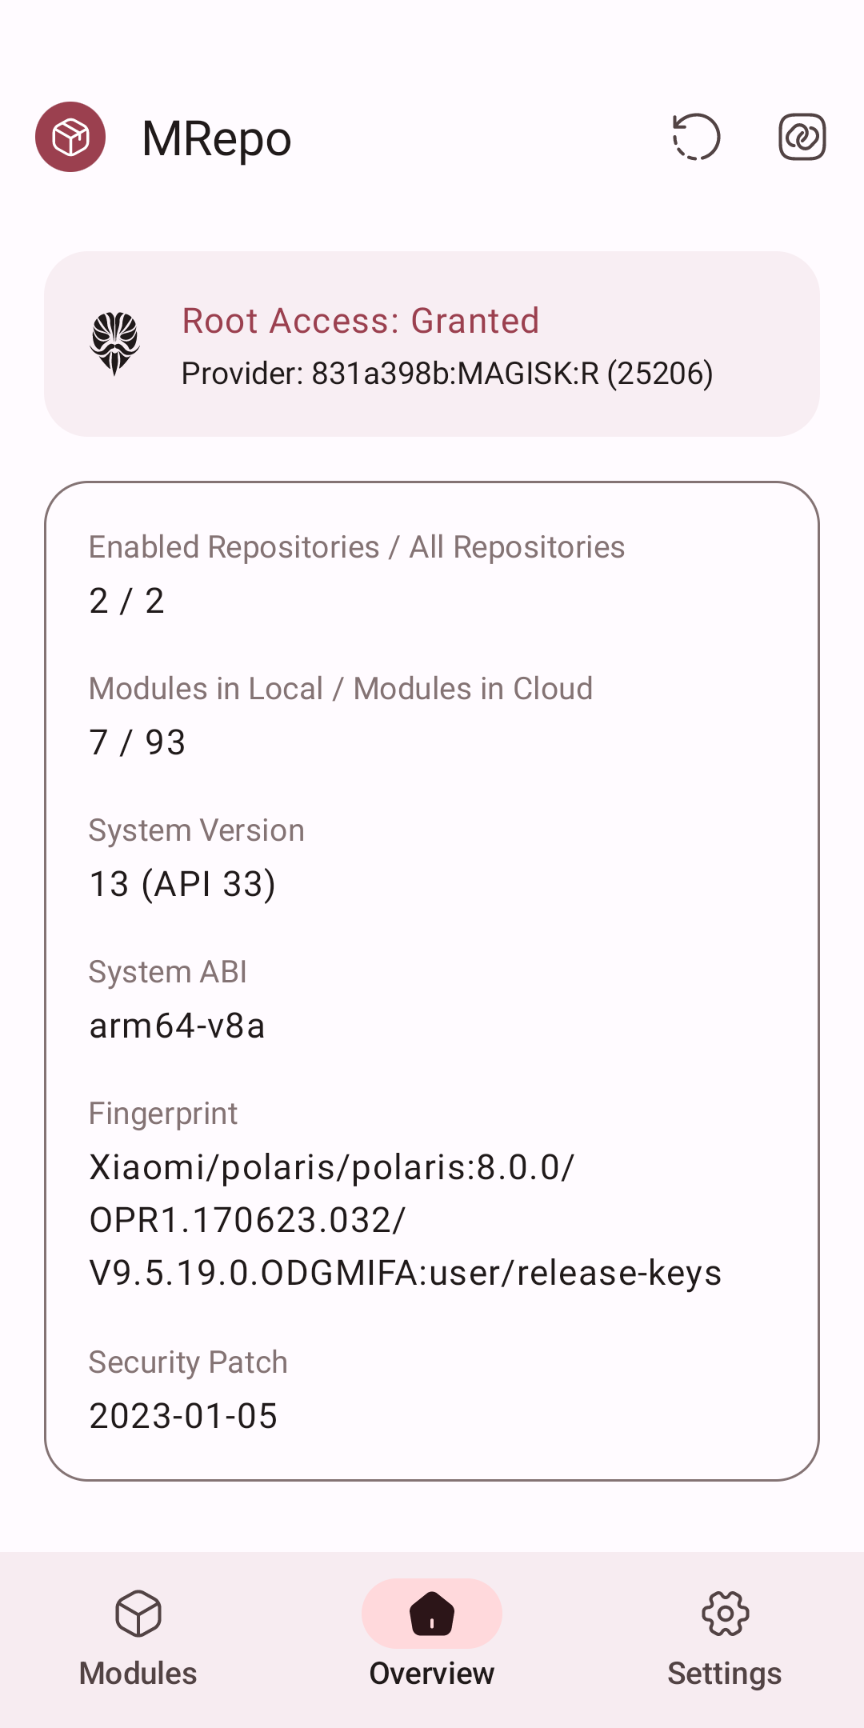 MRepo
Root Access: Granted
Provider: 831a398b:MAGISK:R (25206)
Enabled Repositories / All Repositories
2 / 2
Modules in Local / Modules in Cloud
7 / 93
System Version
13 (API 33)
System ABI
arm64-v8a
Fingerprint
Xiaomi/polaris/polaris:8.0.0/
OPR1.170623.032/
V9.5.19.0.ODGMIFA:user/release-keys
Security Patch
2023-01-05
Modules
Overview
Settings